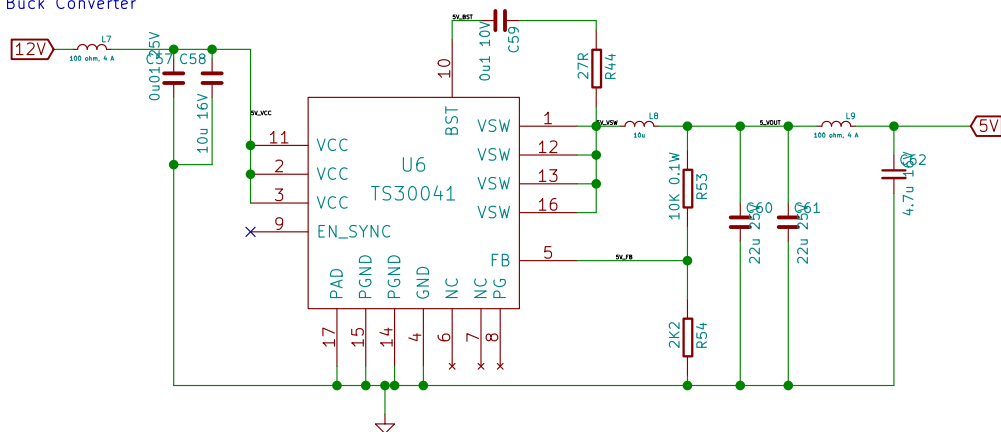 Buck Converter
12V
L7
100 ohm, 4 A
C57
0u01 25V
C58
10u 16V
5V_VCC
5V_BST
0u1 10V
C59
27R
R44
10
BST
11
VCC
2
VCC
3
VCC
9
EN_SYNC
U6
TS30041
VSW
1
VSW
12
VSW
13
VSW
16
FB
5
PAD
17
PGND
15
PGND
14
GND
4
NC
6
NC
7
PG
8
5V_VSW
L8
10u
5V_FB
10K 0.1W
R53
2K2
R54
5_VOUT
C60
22u 25V
C61
22u 25V
L9
100 ohm, 4 A
C62
4.7u 16V
5V